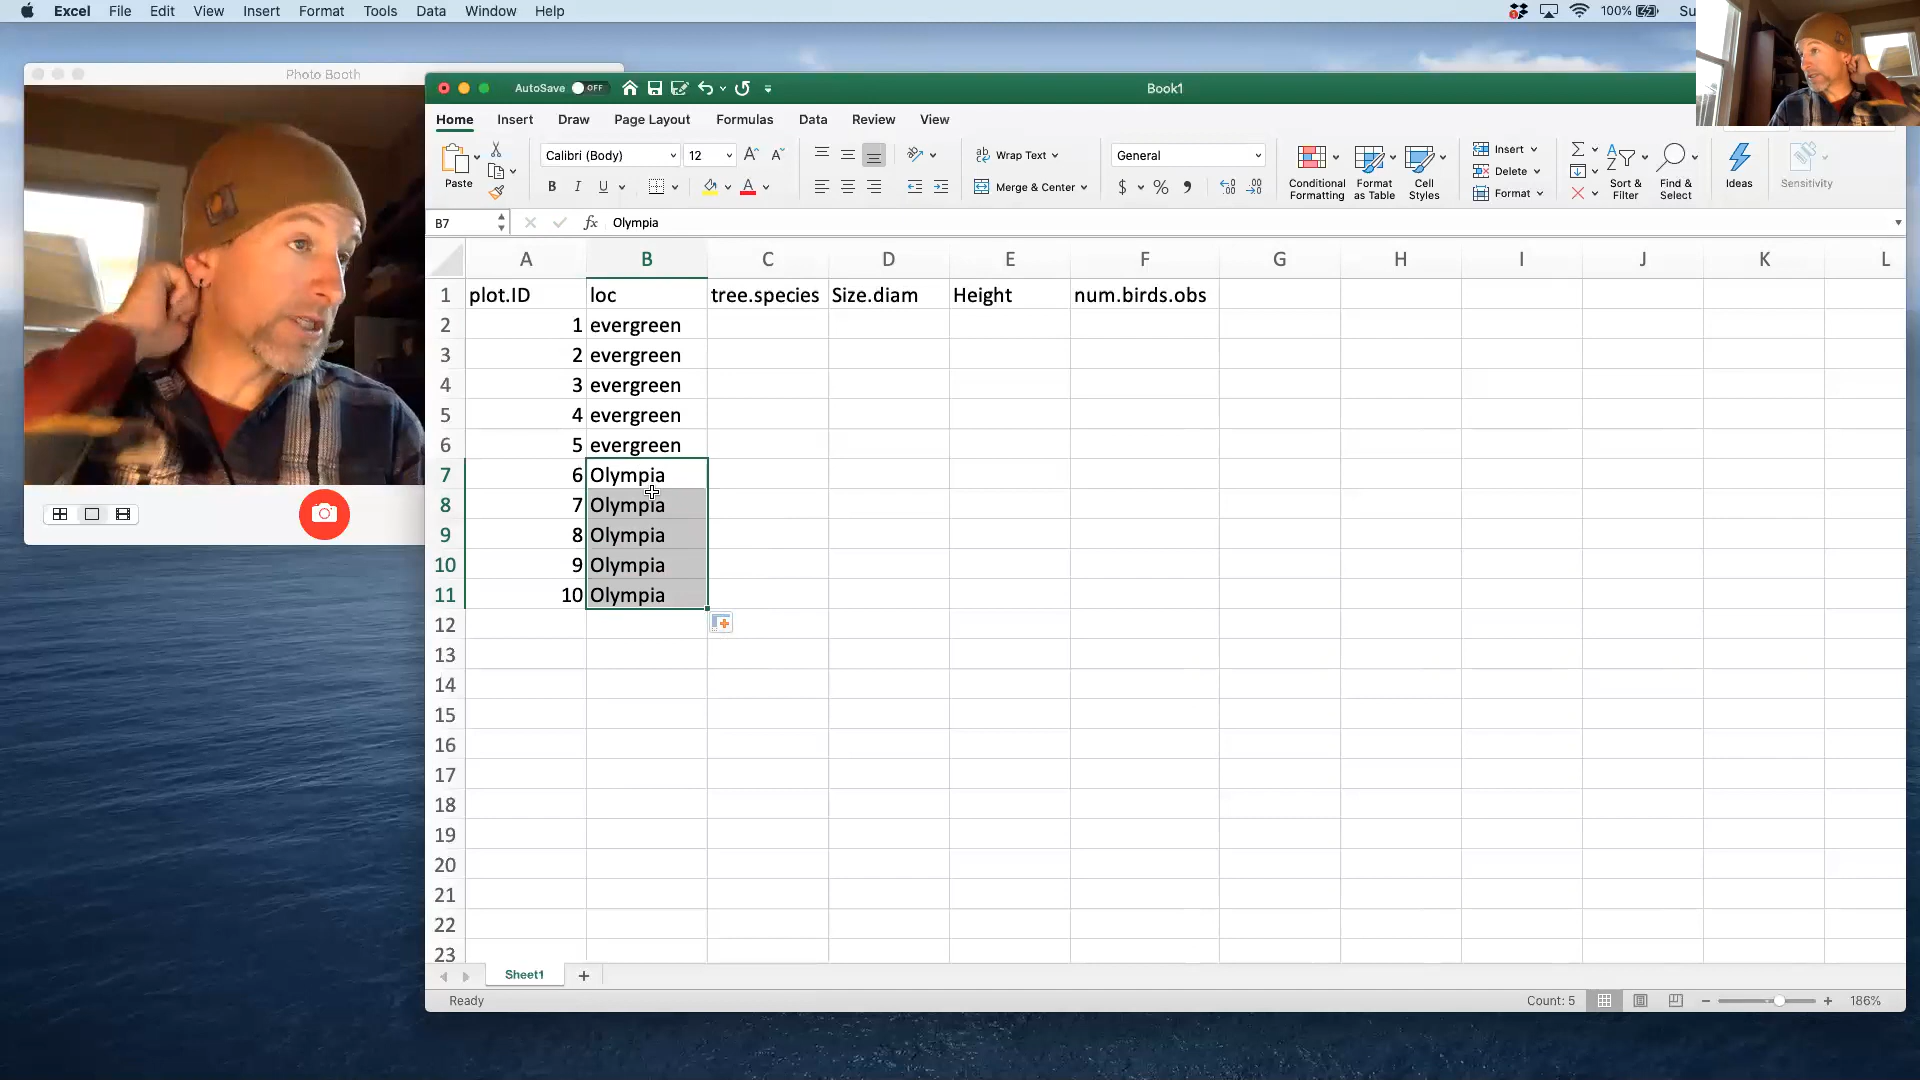 Excel File Edit View Insert Format Tools Data Window Help 100% Su
Photo Booth
AutoSave OFF Book1
Home Insert Draw Page Layout Formulas Data Review View
Paste Calibri (Body) 12 A A Wrap Text General Insert
B I U A Merge & Center $ % Conditional Formatting Format as Table Cell Styles Delete Format Sort & Filter Find & Select Ideas Sensitivity
B7 fx Olympia
A B C D E F G H I J K L
1 plot.ID loc tree.species Size.diam Height num.birds.obs
2 1 evergreen
3 2 evergreen
4 3 evergreen
5 4 evergreen
6 5 evergreen
7 6 Olympia
8 7 Olympia
9 8 Olympia
10 9 Olympia
11 10 Olympia
12
13
14
15
16
17
18
19
20
21
22
23
Sheet1 +
Ready Count: 5 186%